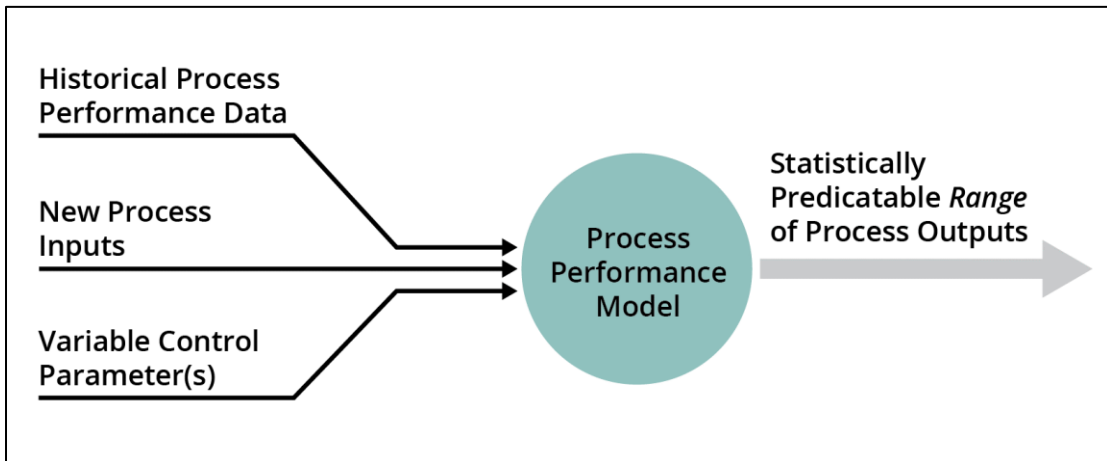 Historical Process
Performance Data
New Process
Inputs
Variable Control
Parameter(s)
Process
Performance
Model
Statistically
Predicatable Range
of Process Outputs